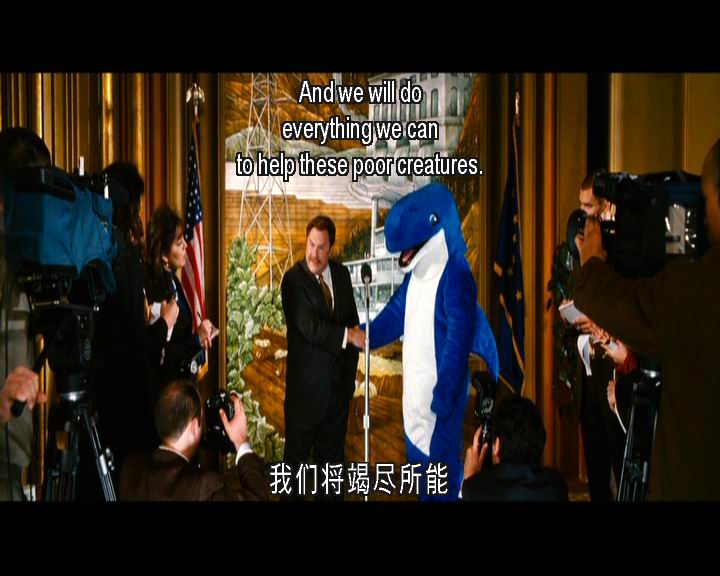 And we will do
everything we can
to help these poor creatures.
我们将竭尽所能